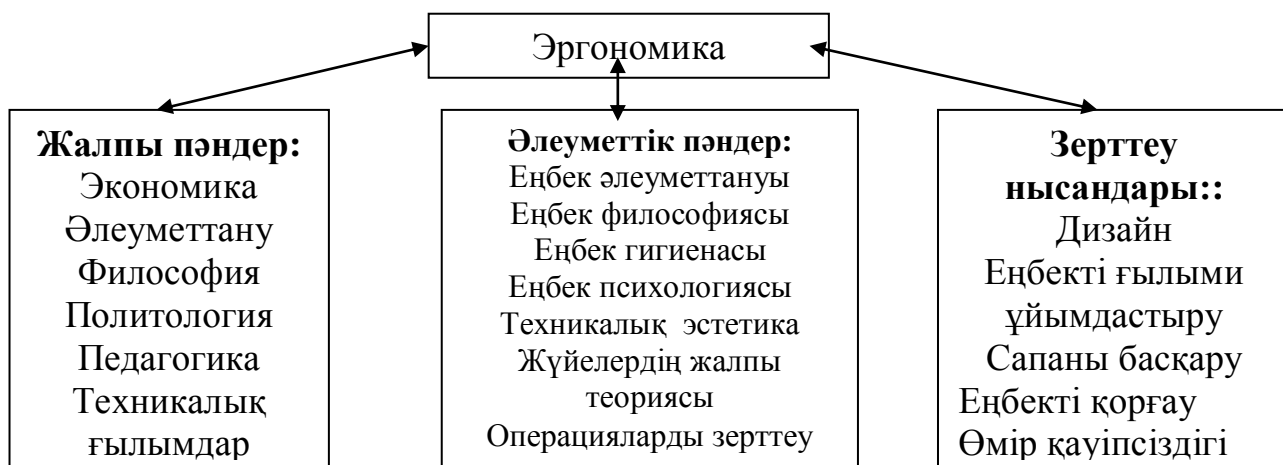 Эргономика
Жалпы пәндер:
Экономика
Әлеуметтану
Философия
Политология
Педагогика
Техникалық
ғылымдар
Әлеуметтік пәндер:
Еңбек әлеуметтануы
Еңбек философиясы
Еңбек гигиенасы
Еңбек психологиясы
Техникалық эстетика
Жүйелердің жалпы
теориясы
Операцияларды зерттеу
Зерттеу
нысандары::
Дизайн
Еңбекті ғылыми
ұйымдастыру
Сапаны басқару
Еңбекті қорғау
Өмір қауіпсіздігі